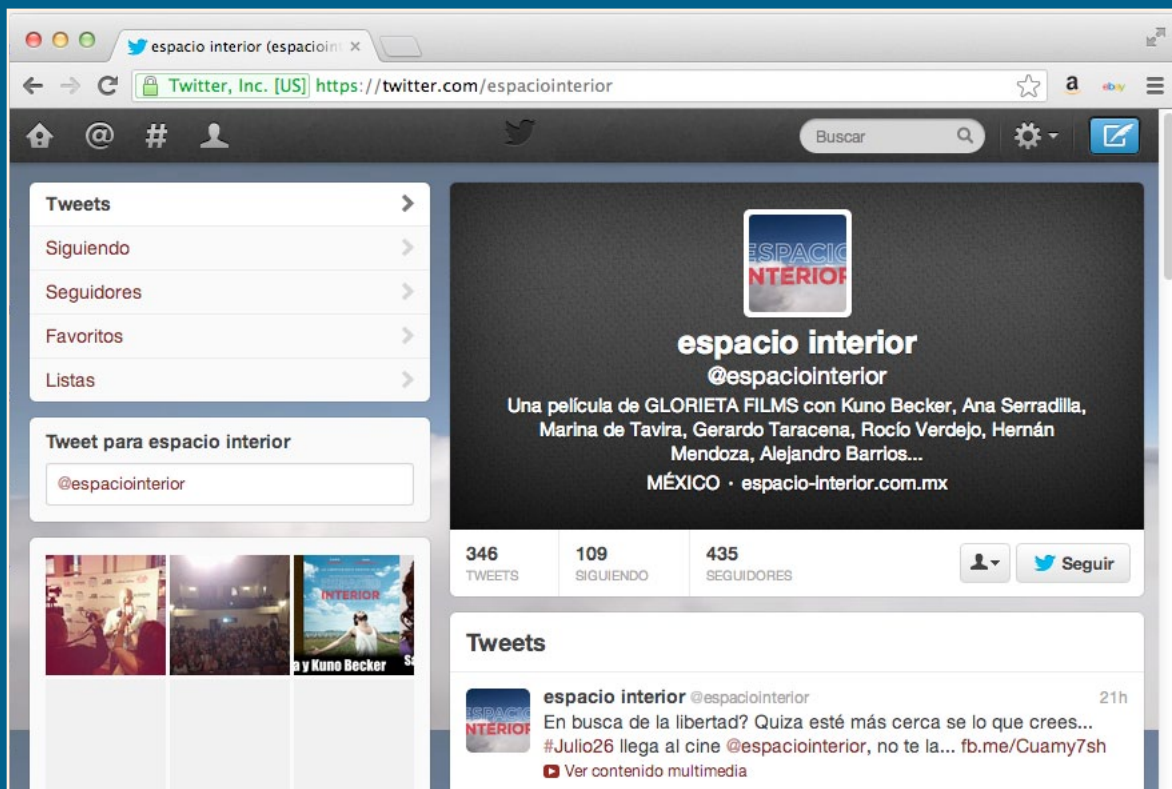 espacio interior (espacioin
Twitter, Inc. [US] https://twitter.com/espaciointerior
a
ebay
@ #
Buscar
Tweets
Siguiendo
Seguidores
Favoritos
Listas
Tweet para espacio interior
@espaciointerior
INTERIOR
a y Kuno Becker
ESPACIO
INTERIOR
espacio interior
@espaciointerior
Una película de GLORIETA FILMS con Kuno Becker, Ana Serradilla,
Marina de Tavira, Gerardo Taracena, Rocío Verdejo, Hernán
Mendoza, Alejandro Barrios...
MÉXICO · espacio-interior.com.mx
346
TWEETS
109
SIGUIENDO
435
SEGUIDORES
Seguir
Tweets
ESPACIO
INTERIOR
espacio interior @espaciointerior 21h
En busca de la libertad? Quiza esté más cerca se lo que crees...
#Julio26 llega al cine @espaciointerior, no te la... fb.me/Cuamy7sh
Ver contenido multimedia